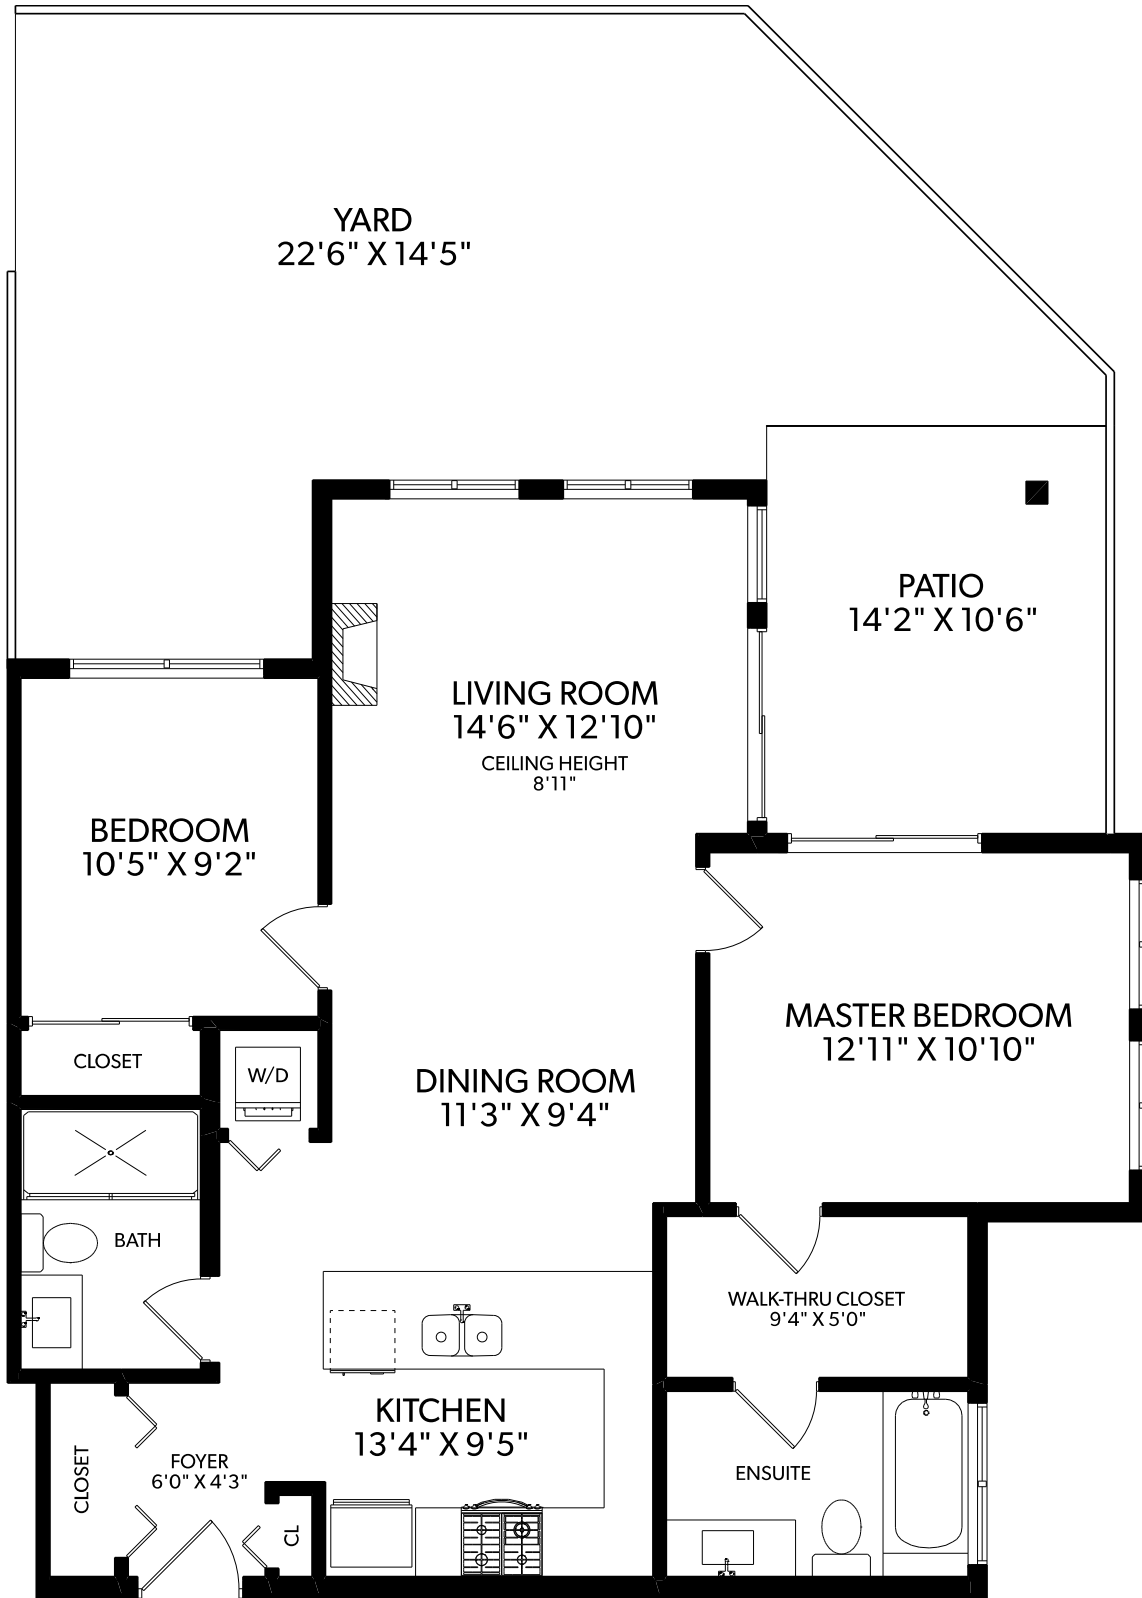 YARD
22'6" X 14'5"
PATIO
14'2" X 10'6"
LIVING ROOM
14'6" X 12'10"
CEILING HEIGHT
8'11"
BEDROOM
10'5" X 9'2"
MASTER BEDROOM
12'11" X 10'10"
CLOSET
W/D
DINING ROOM
11'3" X 9'4"
BATH
WALK-THRU CLOSET
9'4" X 5'0"
KITCHEN
13'4" X 9'5"
CLOSET
FOYER
6'0" X 4'3"
ENSUITE
CL